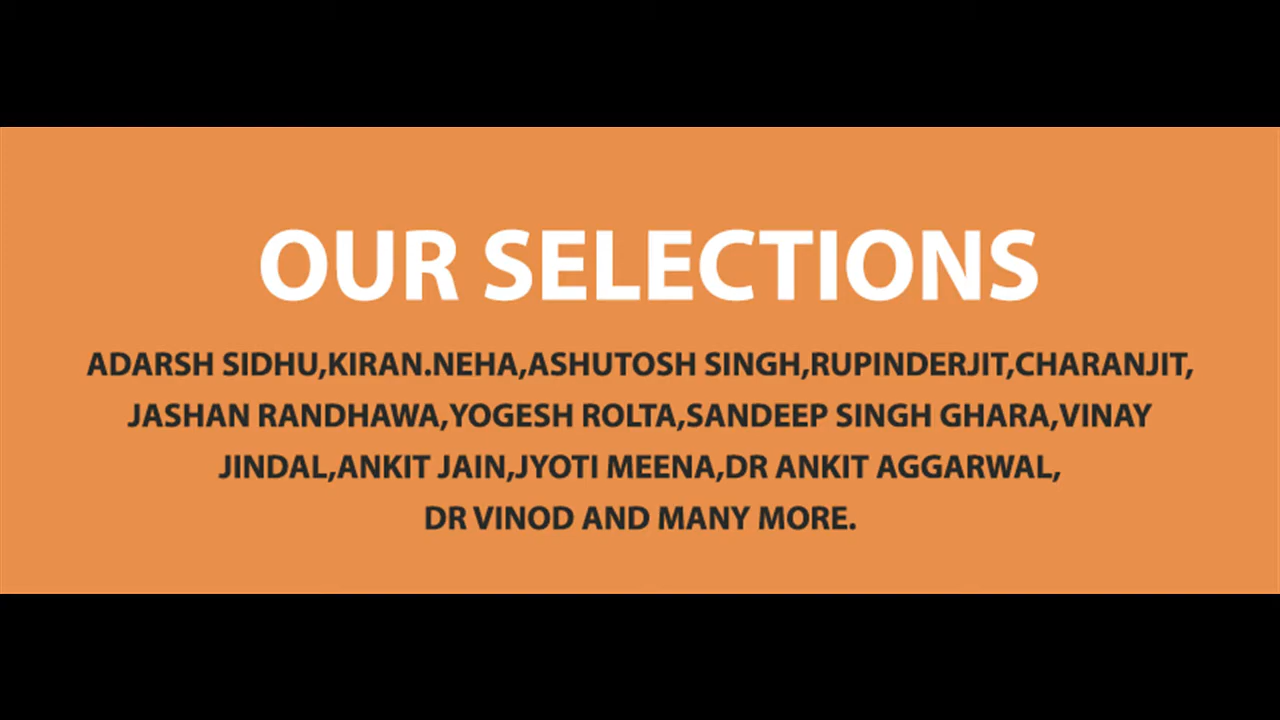 OUR SELECTIONS
ADARSH SIDHU,KIRAN.NEHA,ASHUTOSH SINGH,RUPINDERJIT,CHARANJIT,
JASHAN RANDHAWA,YOGESH ROLTA,SANDEEP SINGH GHARA,VINAY
JINDAL,ANKIT JAIN,JYOTI MEENA,DR ANKIT AGGARWAL,
DR VINOD AND MANY MORE.